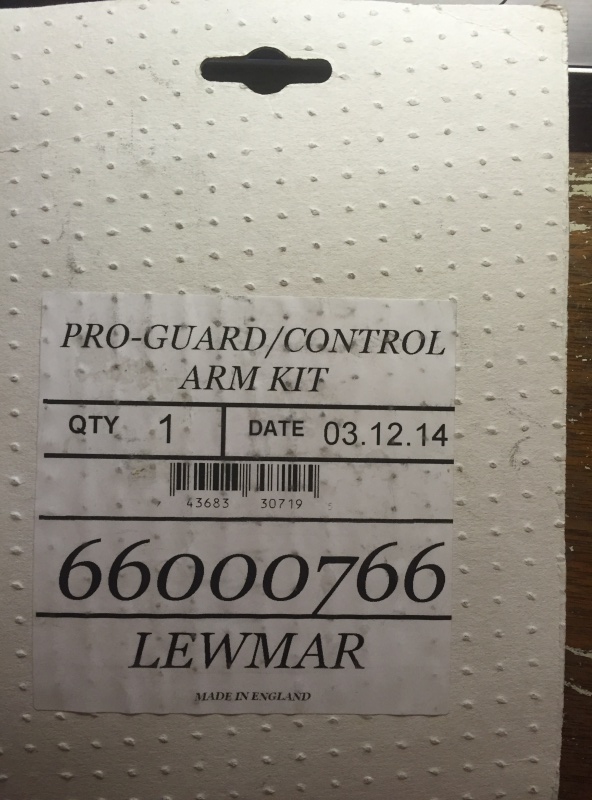 PRO-GUARD/CONTROL
ARM KIT
QTY 1 DATE 03.12.14
43683 30719
66000766
LEWMAR
MADE IN ENGLAND